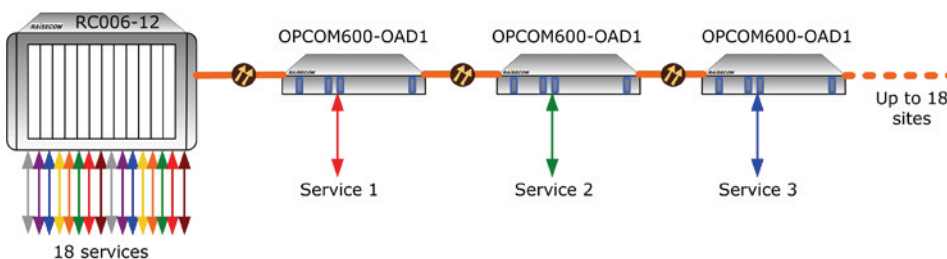 RC006-12
RAISECOM
OPCOM600-OAD1
OPCOM600-OAD1
OPCOM600-OAD1
RAISECOM
RAISECOM
RAISECOM
Up to 18
sites
Service 1
Service 2
Service 3
18 services